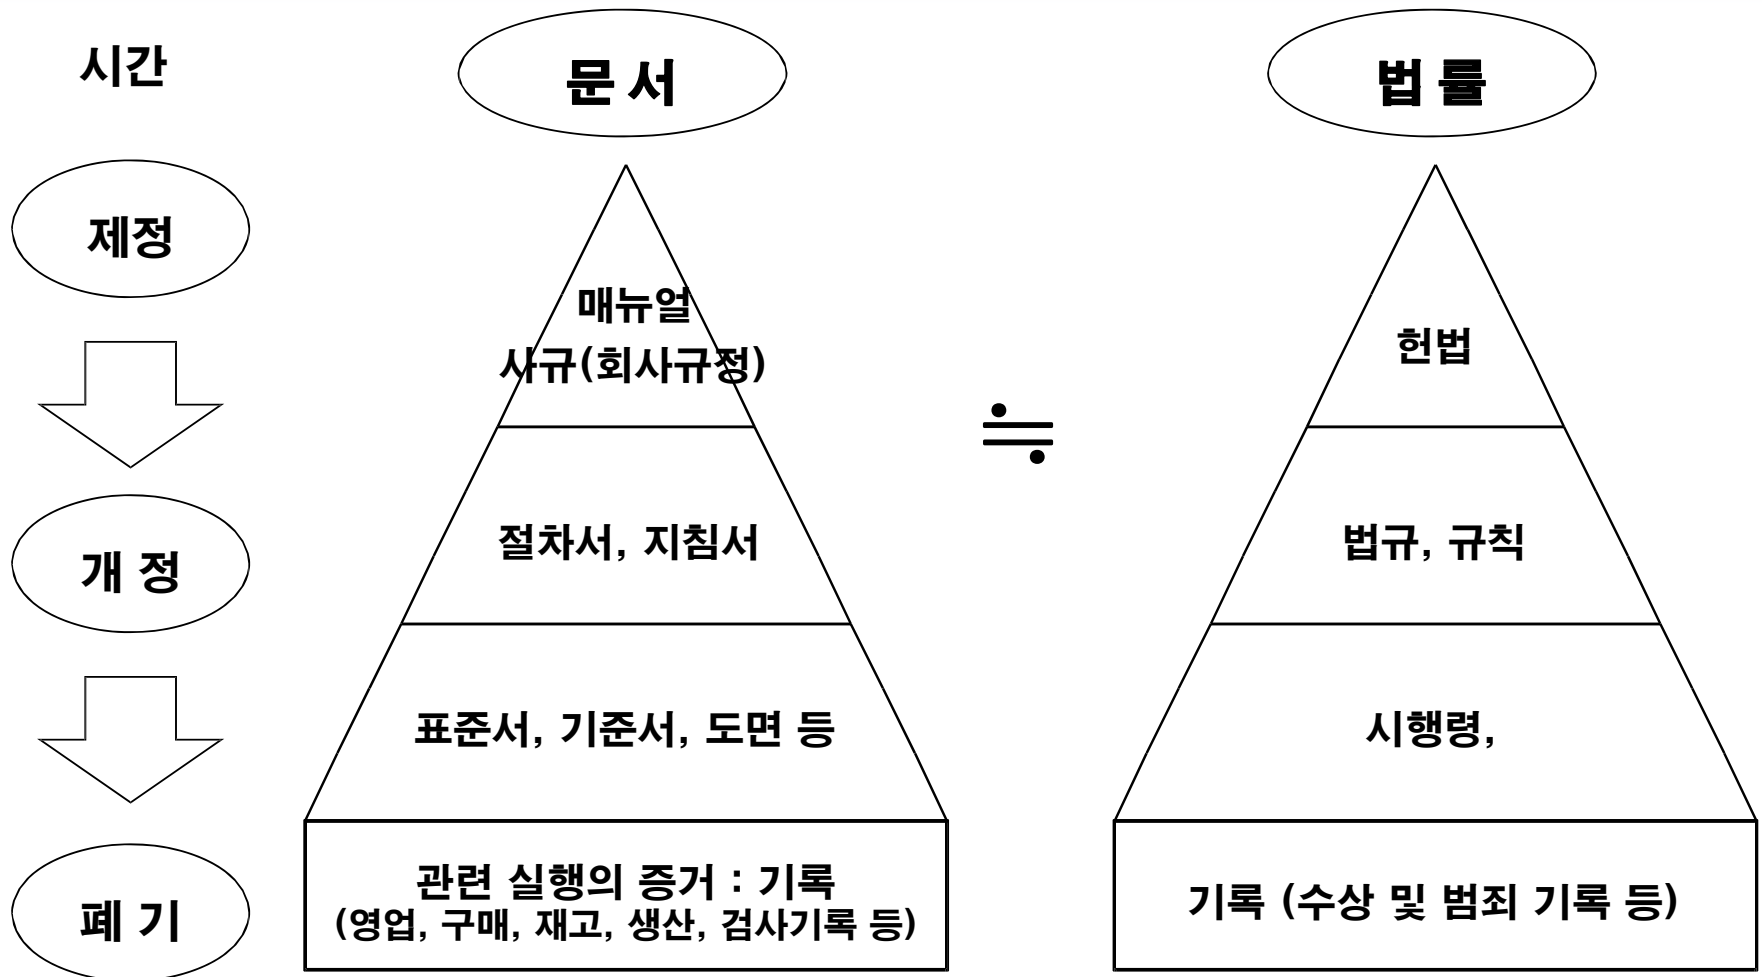 시간
제정
개 정
폐 기
문 서
매뉴얼
사규(회사규정)
절차서, 지침서
표준서, 기준서, 도면 등
관련 실행의 증거 : 기록
(영업, 구매, 재고, 생산, 검사기록 등)
≒
법 률
헌법
법규, 규칙
시행령,
기록 (수상 및 범죄 기록 등)